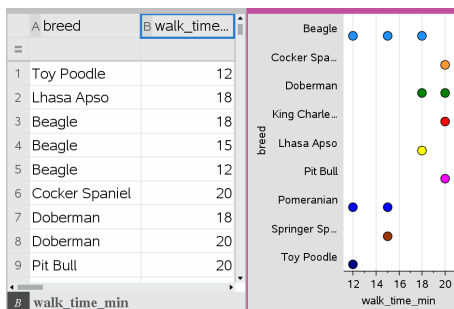 A breed B walk_time...
=
1 Toy Poodle 12
2 Lhasa Apso 18
3 Beagle 18
4 Beagle 15
5 Beagle 12
6 Cocker Spaniel 20
7 Doberman 18
8 Doberman 20
9 Pit Bull 20
B walk_time_min
breed
Beagle
Cocker Spa...
Doberman
King Charle...
Lhasa Apso
Pit Bull
Pomeranian
Springer Sp...
Toy Poodle
12 14 16 18 20
walk_time_min